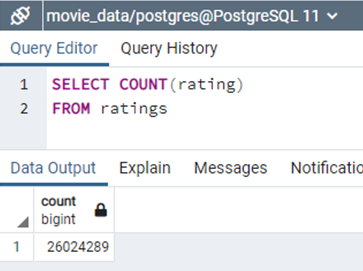 movie_data/postgres@PostgreSQL 11
Query Editor Query History
1 SELECT COUNT(rating)
2 FROM ratings
Data Output Explain Messages Notificatio
count
bigint
1 26024289